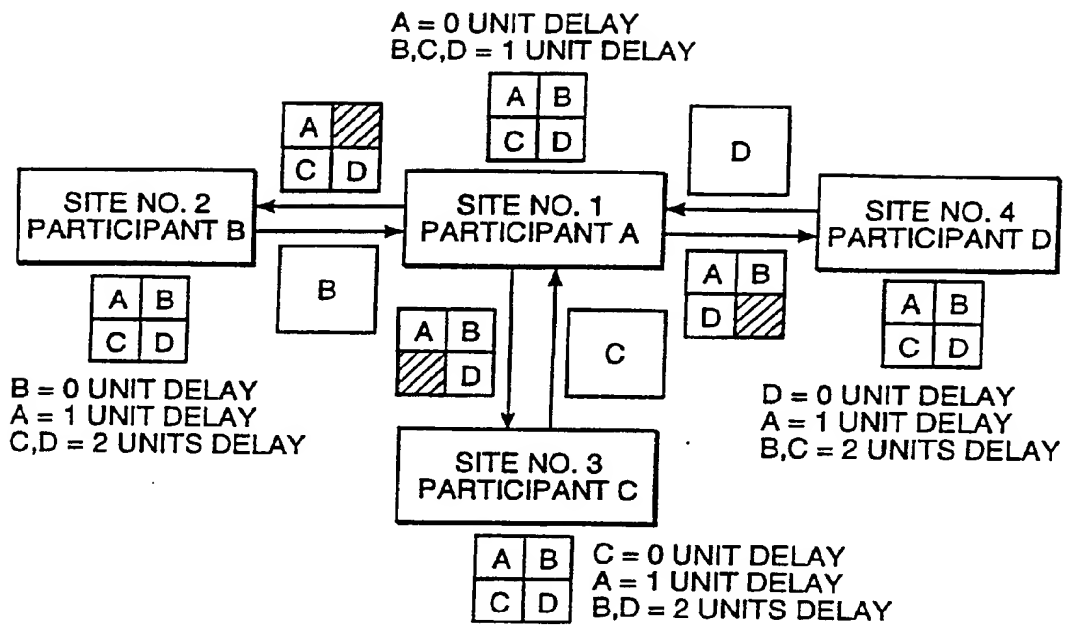 A = 0 UNIT DELAY
B,C,D = 1 UNIT DELAY
A B
C D
A
C D
D
SITE NO. 2
PARTICIPANT B
SITE NO. 1
PARTICIPANT A
SITE NO. 4
PARTICIPANT D
B
A B
D
A B
C D
A B
C D
A B
D
C
B = 0 UNIT DELAY
A = 1 UNIT DELAY
C,D = 2 UNITS DELAY
D = 0 UNIT DELAY
A = 1 UNIT DELAY
B,C = 2 UNITS DELAY
SITE NO. 3
PARTICIPANT C
A B
C D
C = 0 UNIT DELAY
A = 1 UNIT DELAY
B,D = 2 UNITS DELAY